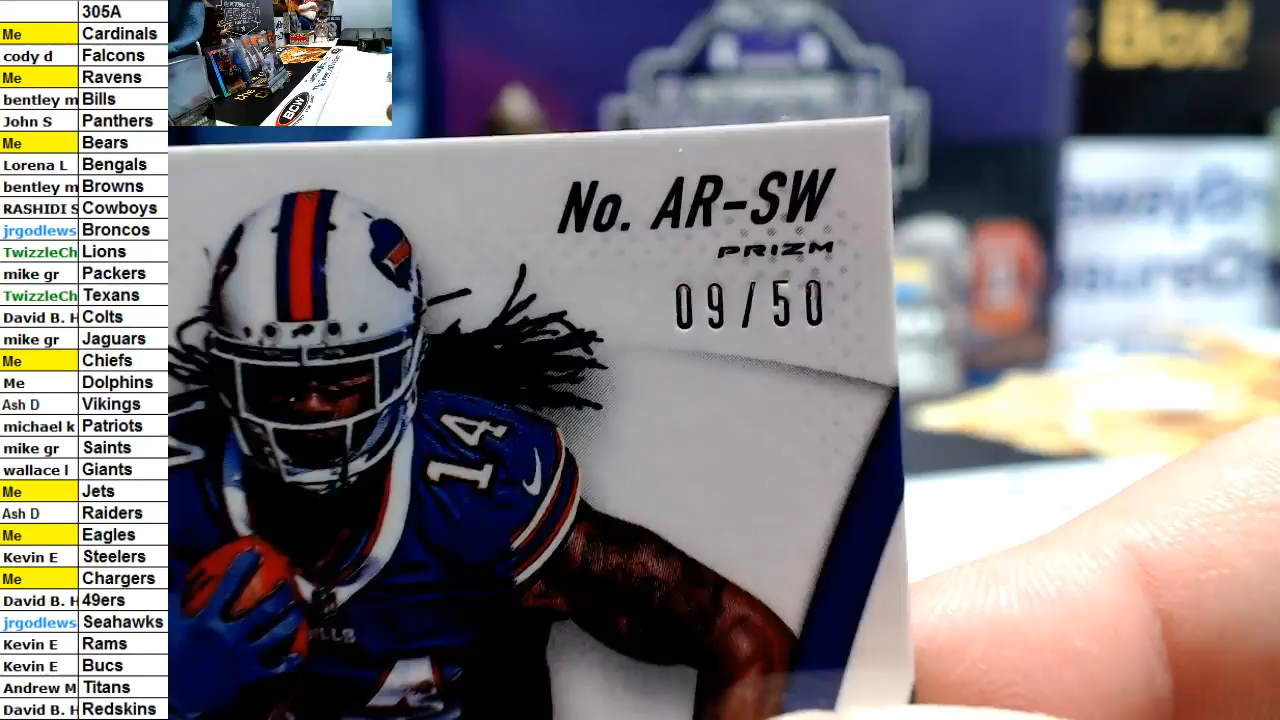 305A
Me Cardinals
cody d Falcons
Me Ravens
bentley m Bills
John S Panthers
Me Bears
Lorena L Bengals
bentley m Browns
RASHIDI S Cowboys
jrgodlews Broncos
TwizzleCh Lions
mike gr Packers
TwizzleCh Texans
David B. H Colts
mike gr Jaguars
Me Chiefs
Me Dolphins
Ash D Vikings
michael k Patriots
mike gr Saints
wallace l Giants
Me Jets
Ash D Raiders
Me Eagles
Kevin E Steelers
Me Chargers
David B. H 49ers
jrgodlews Seahawks
Kevin E Rams
Kevin E Bucs
Andrew M Titans
David B. H Redskins
BCW
No. AR-SW
PRIZM
09/50
14
BILLS
Box!